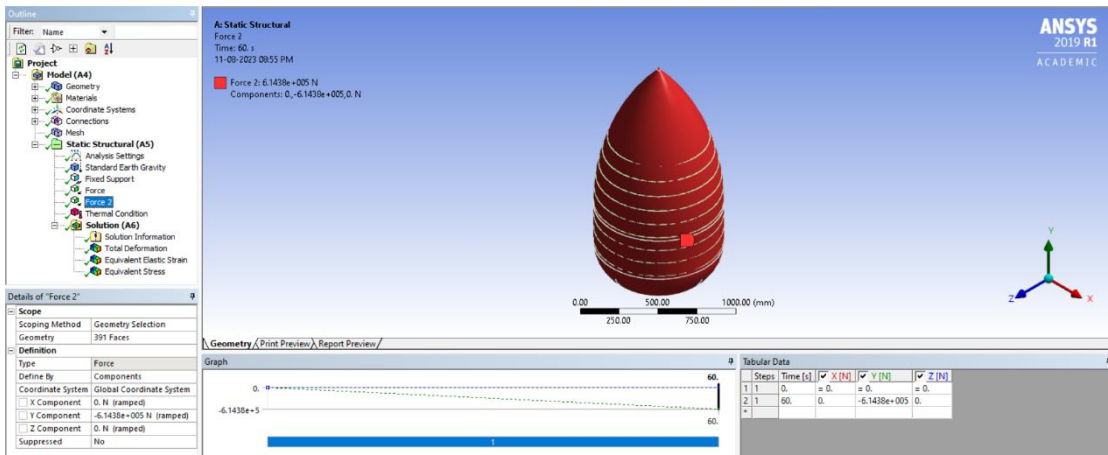 Outline
Filter: Name
Project
Model (A4)
Geometry
Materials
Coordinate Systems
Connections
Mesh
Static Structural (A5)
Analysis Settings
Standard Earth Gravity
Fixed Support
Force
Force 2
Thermal Condition
Solution (A6)
Solution Information
Total Deformation
Equivalent Elastic Strain
Equivalent Stress
Details of "Force 2"
Scope
Scoping Method Geometry Selection
Geometry 391 Faces
Definition
Type Force
Define By Components
Coordinate System Global Coordinate System
X Component 0. N (ramped)
Y Component -6.1438e+005 N (ramped)
Z Component 0. N (ramped)
Suppressed No
A: Static Structural
Force 2
Time: 60. s
11-08-2023 08:55 PM
Force 2: 6.1438e+005 N
Components: 0.,-6.1438e+005,0. N
ANSYS
2019 R1
ACADEMIC
Y
Z
X
0.00 500.00 1000.00 (mm)
250.00 750.00
Geometry / Print Preview / Report Preview
Graph
60.
0.
-6.1438e+5
60.
1
Tabular Data
Steps Time [s] X [N] Y [N] Z [N]
1 1 0. = 0. = 0. = 0.
2 1 60. 0. -6.1438e+005 0.
*